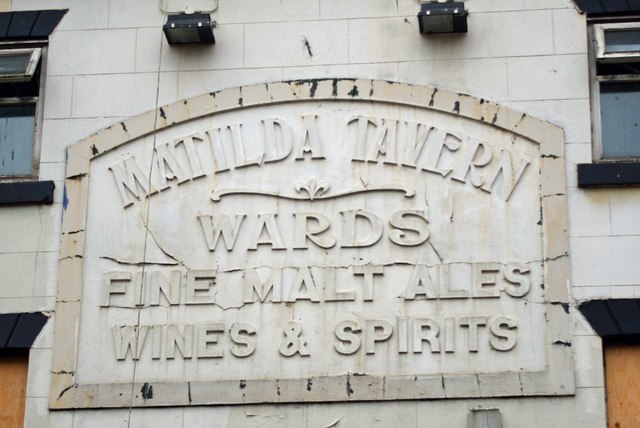 MATILDA TAVERN
WARDS
FINE MALT ALES
WINES & SPIRITS